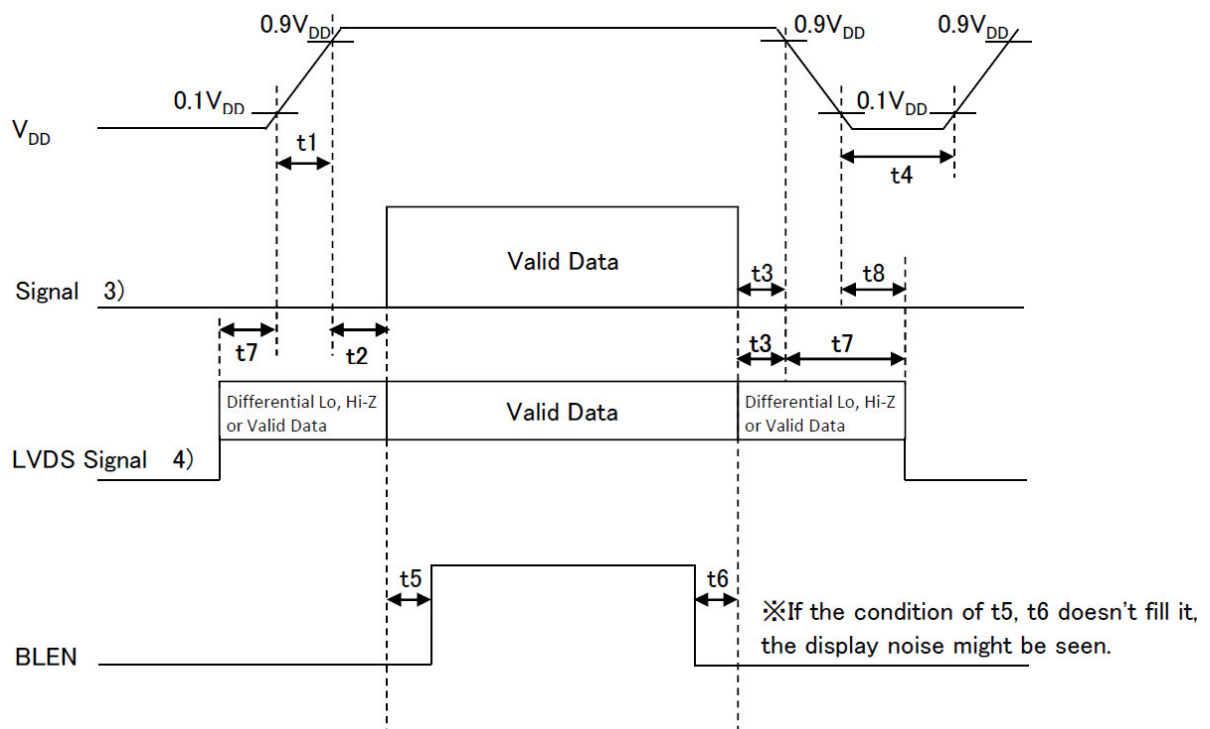 0.9VDD
0.9VDD
0.9VDD
0.1VDD
0.1VDD
VDD
t1
t4
Valid Data
t3
t8
Signal 3)
t7
t2
t3
t7
Differential Lo, Hi-Z
or Valid Data
Valid Data
Differential Lo, Hi-Z
or Valid Data
LVDS Signal 4)
t5
t6
※If the condition of t5, t6 doesn't fill it,
the display noise might be seen.
BLEN